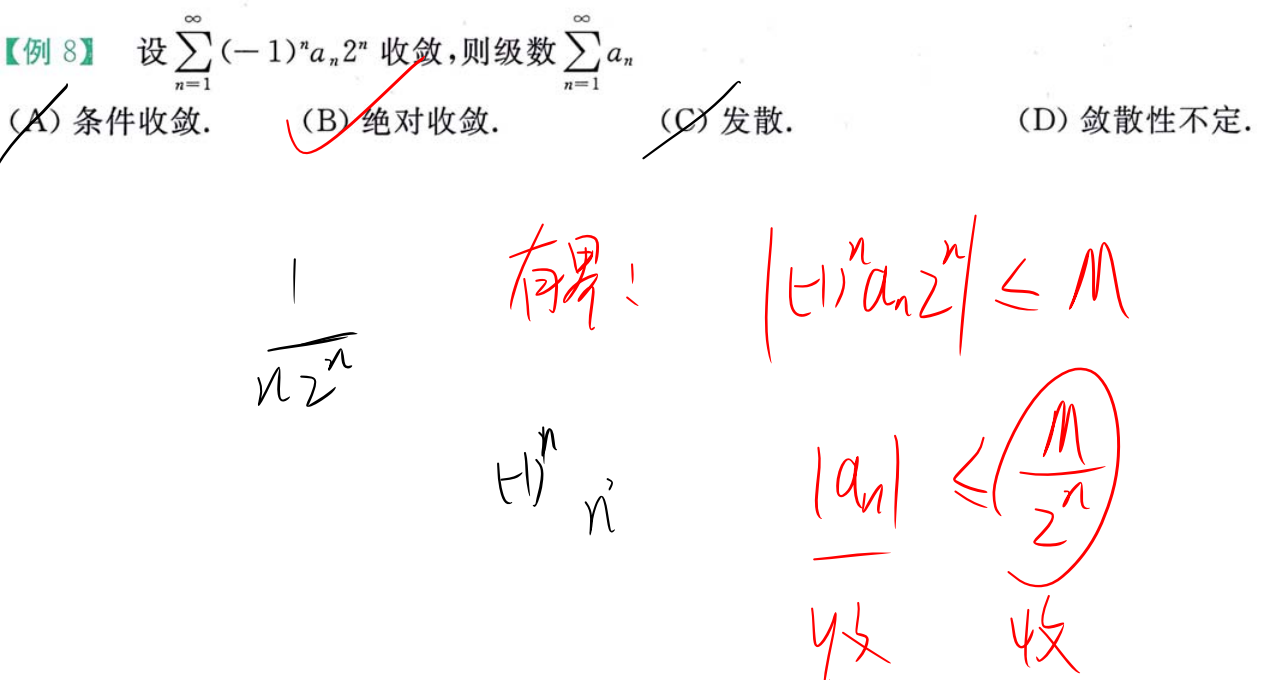 【例 8】 设 $\sum_{n=1}^{\infty}(-1)^n a_n 2^n$ 收敛,则级数 $\sum_{n=1}^{\infty} a_n$
(A) 条件收敛. (B) 绝对收敛. (C) 发散. (D) 敛散性不定.
有界: $|(-1)^n a_n 2^n| \le M$
$\frac{1}{n2^n}$
$(-1)^n$ n $|a_n| \le \frac{M}{2^n}$
收 收